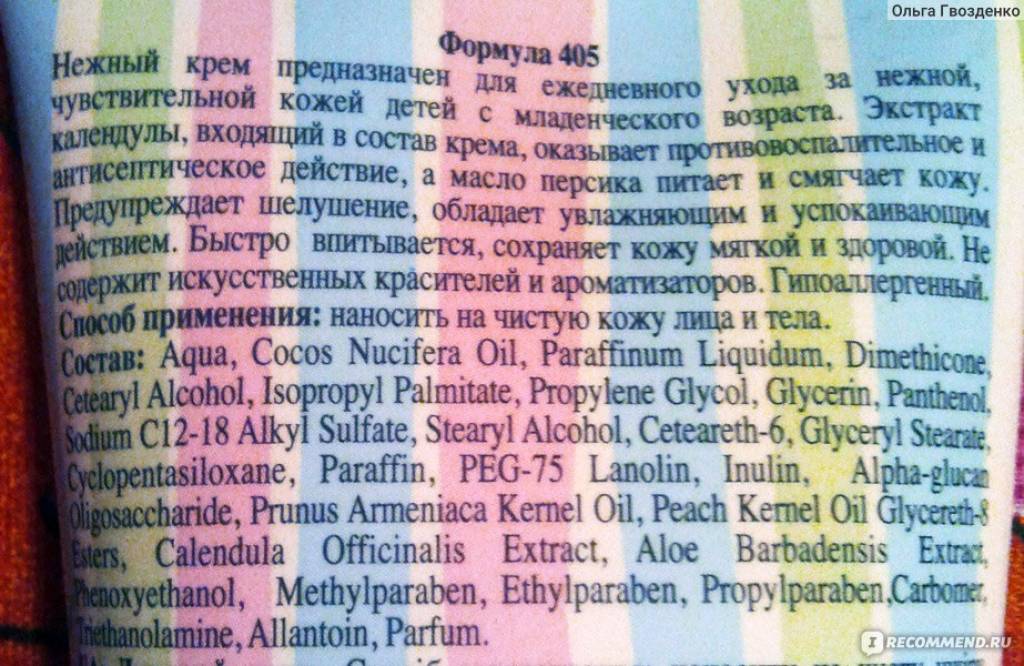 Ольга Гвозденко
Формула 405
Нежный крем предназначен для ежедневного ухода за нежной,
чувствительной кожей детей с младенческого возраста. Экстракт
календулы, входящий в состав крема, оказывает противовоспалительное и
антисептическое действие, а масло персика питает и смягчает кожу.
Предупреждает шелушение, обладает увлажняющим и успокаивающим
действием. Быстро впитывается, сохраняет кожу мягкой и здоровой. Не
содержит искусственных красителей и ароматизаторов. Гипоаллергенный.
Способ применения: наносить на чистую кожу лица и тела.
Состав: Aqua, Cocos Nucifera Oil, Paraffinum Liquidum, Dimethicone,
Cetearyl Alcohol, Isopropyl Palmitate, Propylene Glycol, Glycerin, Panthenol,
Sodium C12-18 Alkyl Sulfate, Stearyl Alcohol, Ceteareth-6, Glyceryl Stearate,
Cyclopentasiloxane, Paraffin, PEG-75 Lanolin, Inulin, Alpha-glucan
Oligosaccharide, Prunus Armeniaca Kernel Oil, Peach Kernel Oil Glycereth-8
Esters, Calendula Officinalis Extract, Aloe Barbadensis Extract,
Phenoxyethanol, Methylparaben, Ethylparaben, Propylparaben,Carbomer,
Triethanolamine, Allantoin, Parfum.
IRECOMMEND.RU